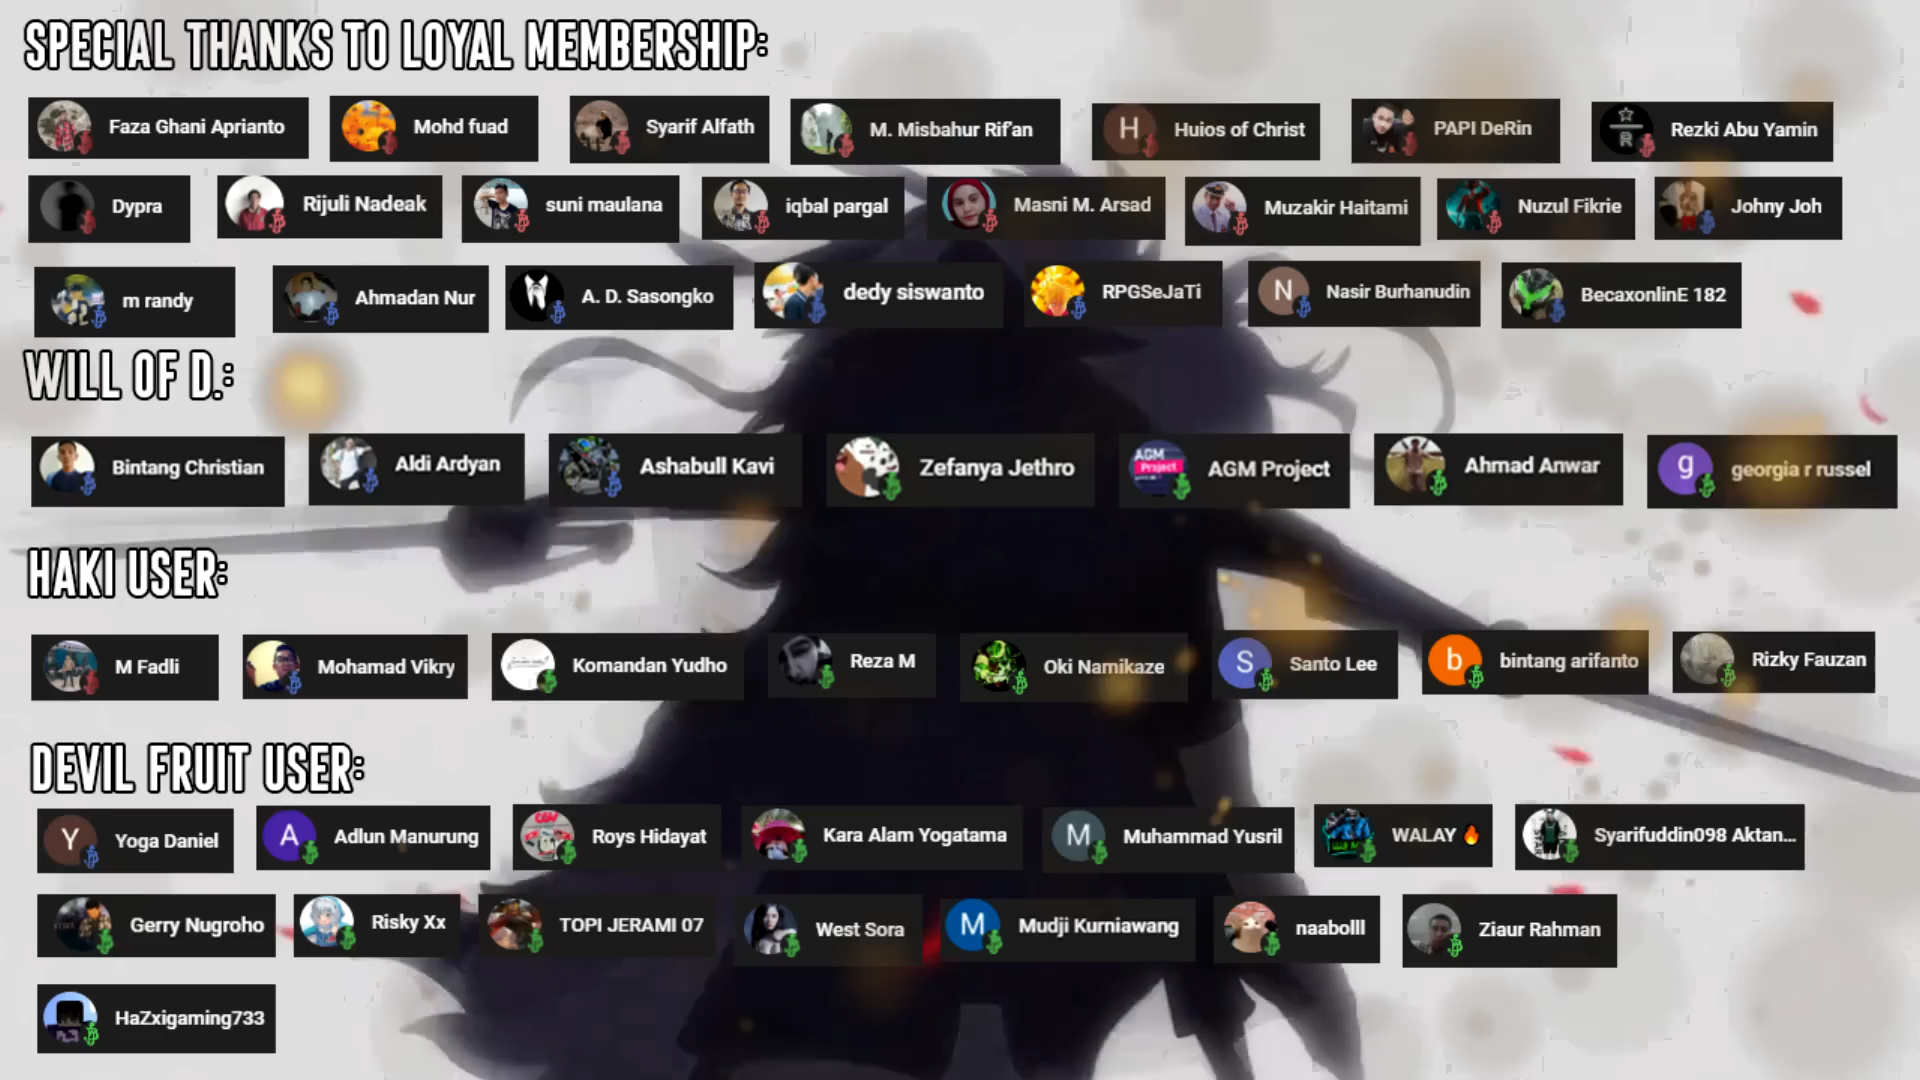 SPECIAL THANKS TO LOYAL MEMBERSHIP:
Faza Ghani Aprianto Mohd fuad Syarif Alfath M. Misbahur Rif'an H Huios of Christ PAPI DeRin R Rezki Abu Yamin
Dypra Rijuli Nadeak suni maulana iqbal pargal Masni M. Arsad Muzakir Haitami Nuzul Fikrie Johny Joh
m randy Ahmadan Nur A. D. Sasongko dedy siswanto RPGSeJaTi N Nasir Burhanudin BecaxonlinE 182
WILL OF D.:
Bintang Christian Aldi Ardyan Ashabull Kavi Zefanya Jethro AGM Project AGM Project Ahmad Anwar g georgia r russel
HAKI USER:
M Fadli Mohamad Vikry Komandan Yudho Reza M Oki Namikaze S Santo Lee b bintang arifanto Rizky Fauzan
DEVIL FRUIT USER:
Y Yoga Daniel A Adlun Manurung Roys Hidayat Kara Alam Yogatama M Muhammad Yusril WALAY 🔥 Syarifuddin098 Aktan...
Gerry Nugroho Risky Xx TOPI JERAMI 07 West Sora M Mudji Kurniawang naabolll Ziaur Rahman
HaZxigaming733